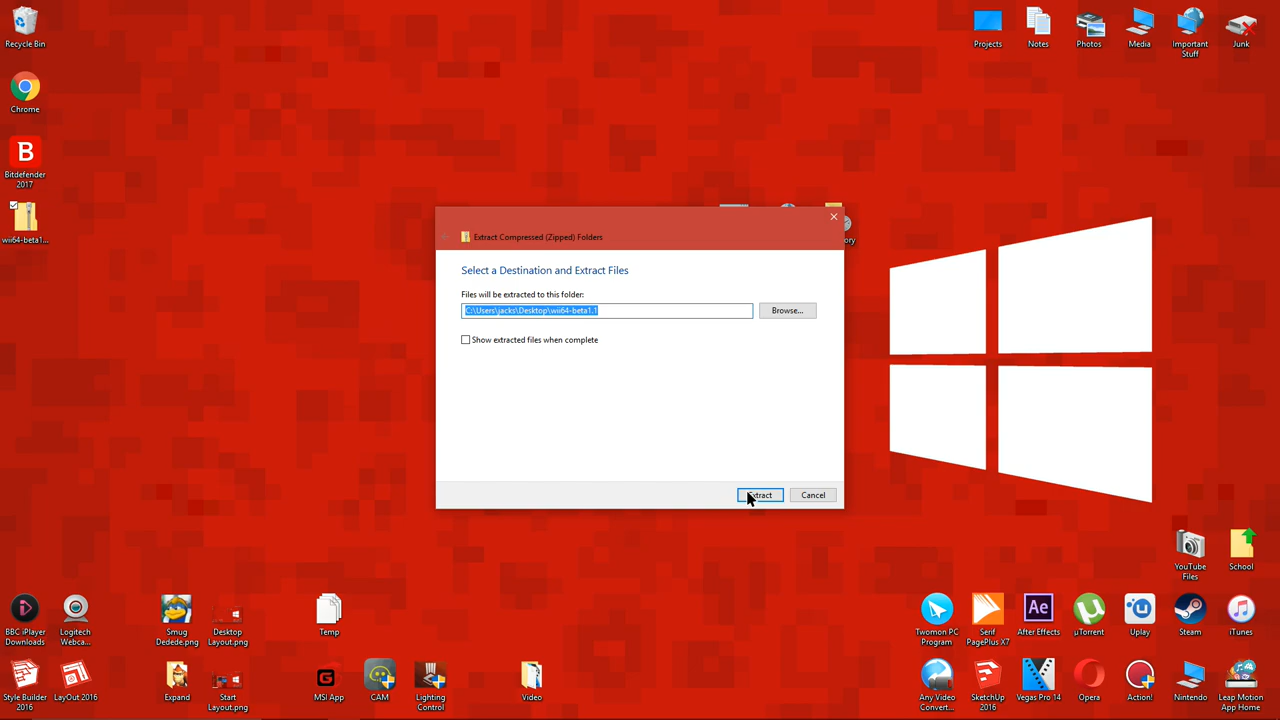 Recycle Bin
Projects
Notes
Photos
Media
Important
Stuff
Junk
Chrome
B
Bitdefender
2017
wii64-beta1...
Extract Compressed (Zipped) Folders
Select a Destination and Extract Files
Files will be extracted to this folder:
C:\Users\jacks\Desktop\wii64-beta1.1
Browse...
Show extracted files when complete
Cancel
YouTube
Files
School
BBC iPlayer
Downloads
Logitech
Webca...
Smug
Dedede.png
Desktop
Layout.png
Temp
Twomon PC
Program
Serif
PagePlus X7
Ae
After Effects
µTorrent
Uplay
Steam
iTunes
Style Builder
2016
LayOut 2016
Expand
Start
Layout.png
MSI App
CAM
Lighting
Control
Video
Any Video
Convert...
SketchUp
2016
Vegas Pro 14
Opera
Action!
Nintendo
Leap Motion
App Home